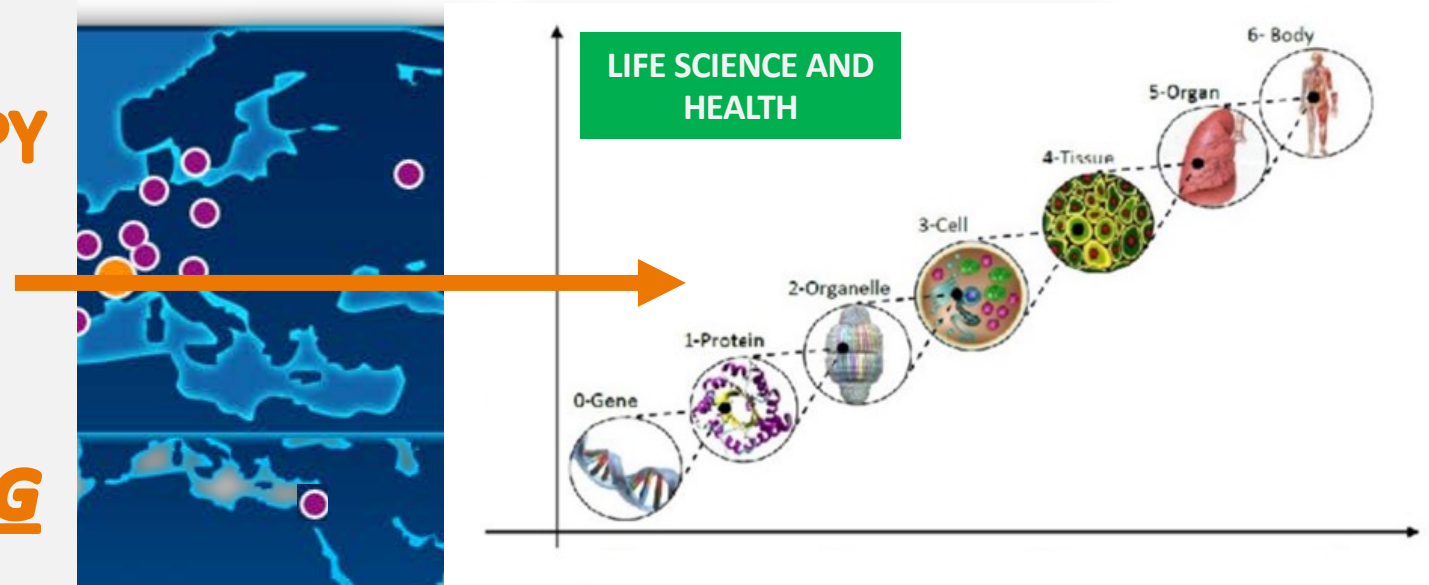 PY
G
LIFE SCIENCE AND
HEALTH
6- Body
5-Organ
4-Tissue
3-Cell
2-Organelle
1-Protein
0-Gene